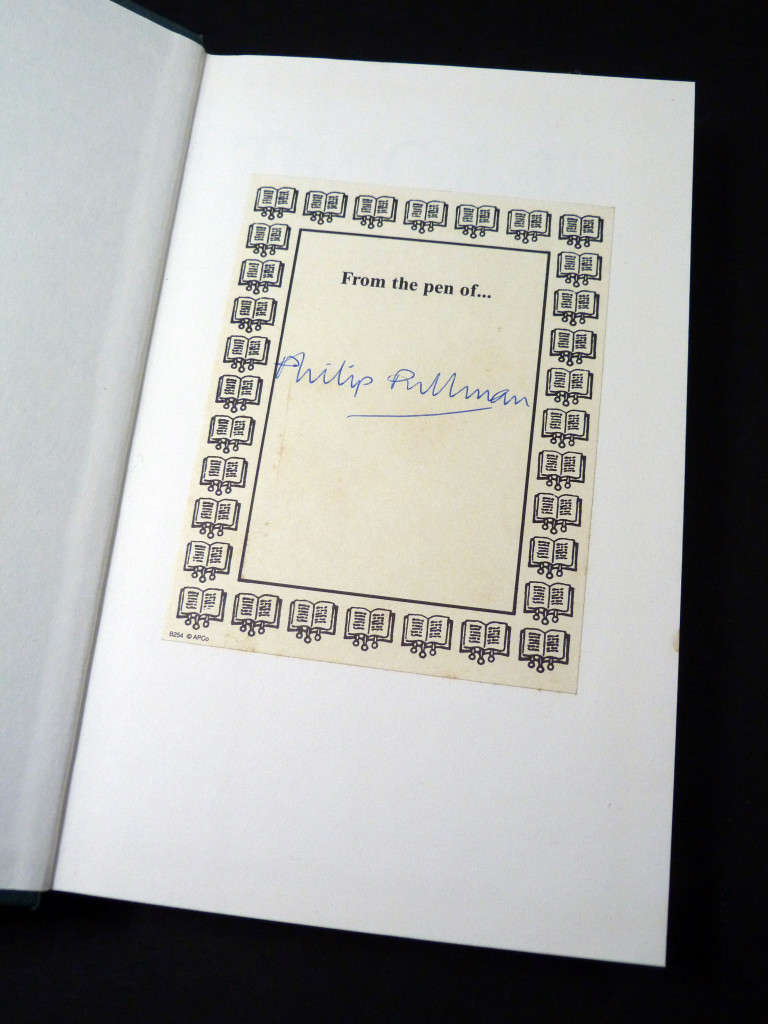 From the pen of...
Philip Pullman
B254 © APCo